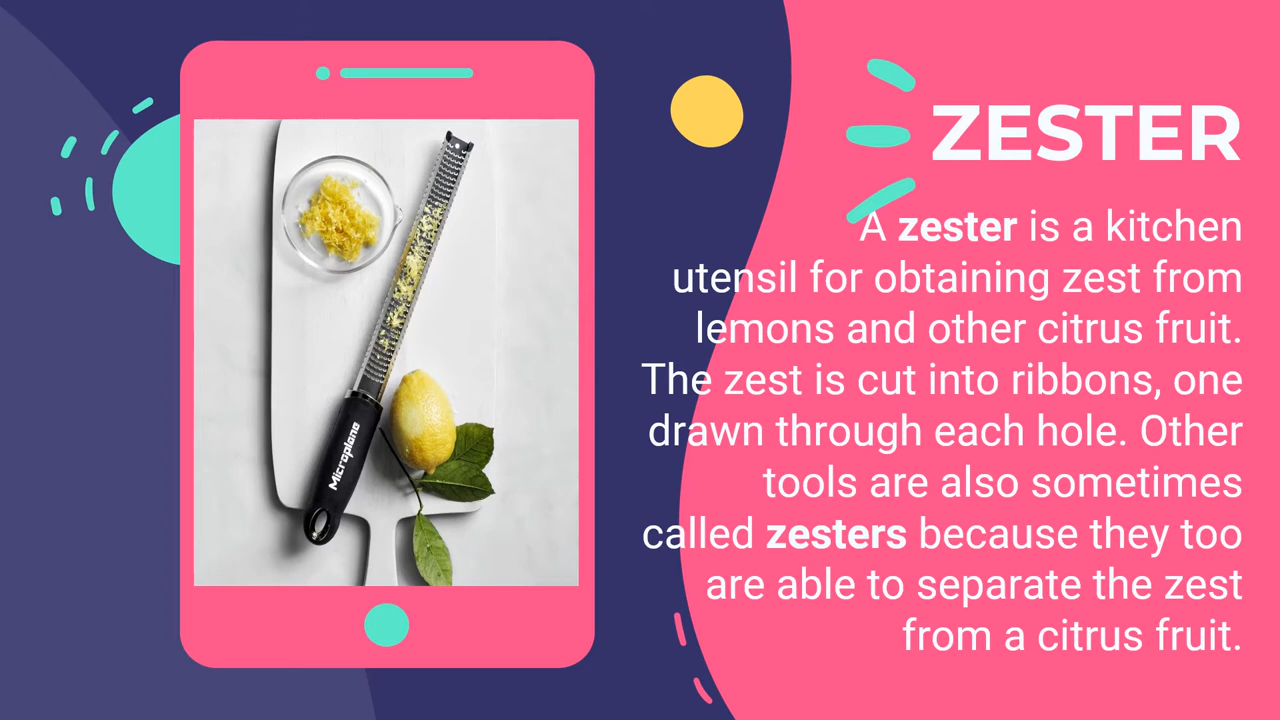 ZESTER
A zester is a kitchen
utensil for obtaining zest from
lemons and other citrus fruit.
The zest is cut into ribbons, one
drawn through each hole. Other
tools are also sometimes
called zesters because they too
are able to separate the zest
from a citrus fruit.
Microplane